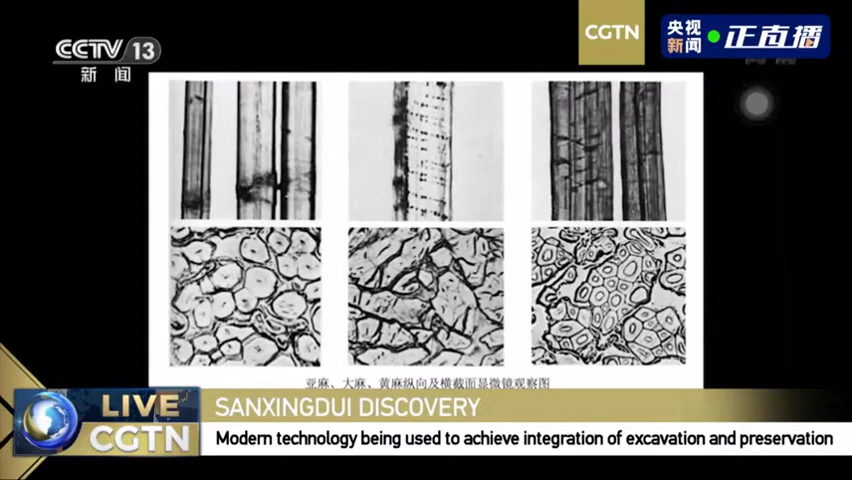 CCTV 13
新闻
CGTN
央视
新闻
正直播
亚麻、大麻、黄麻纵向及横截面显微镜观察图
LIVE
CGTN
SANXINGDUI DISCOVERY
Modern technology being used to achieve integration of excavation and preservation